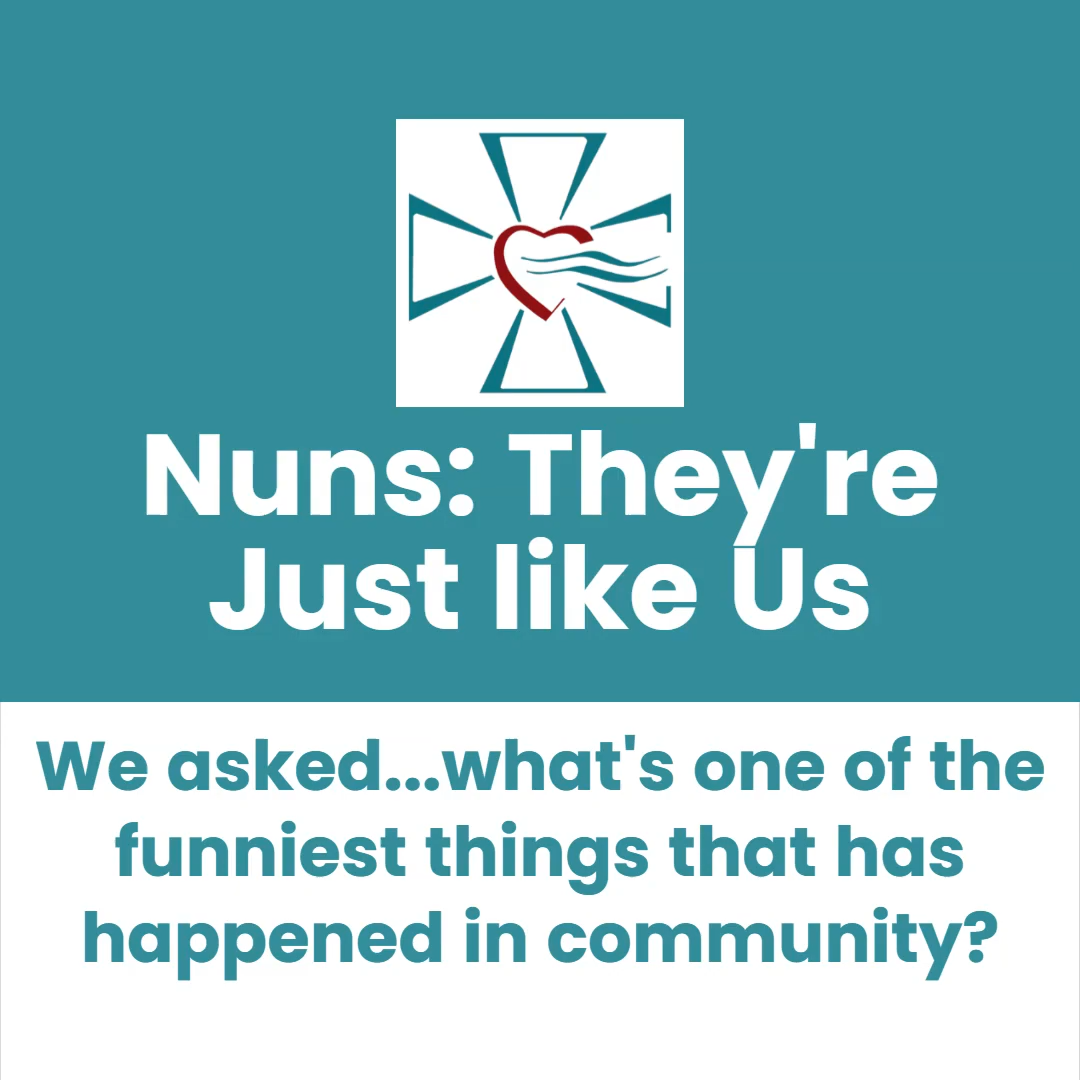 Nuns: They're
Just like Us
We asked...what's one of the
funniest things that has
happened in community?